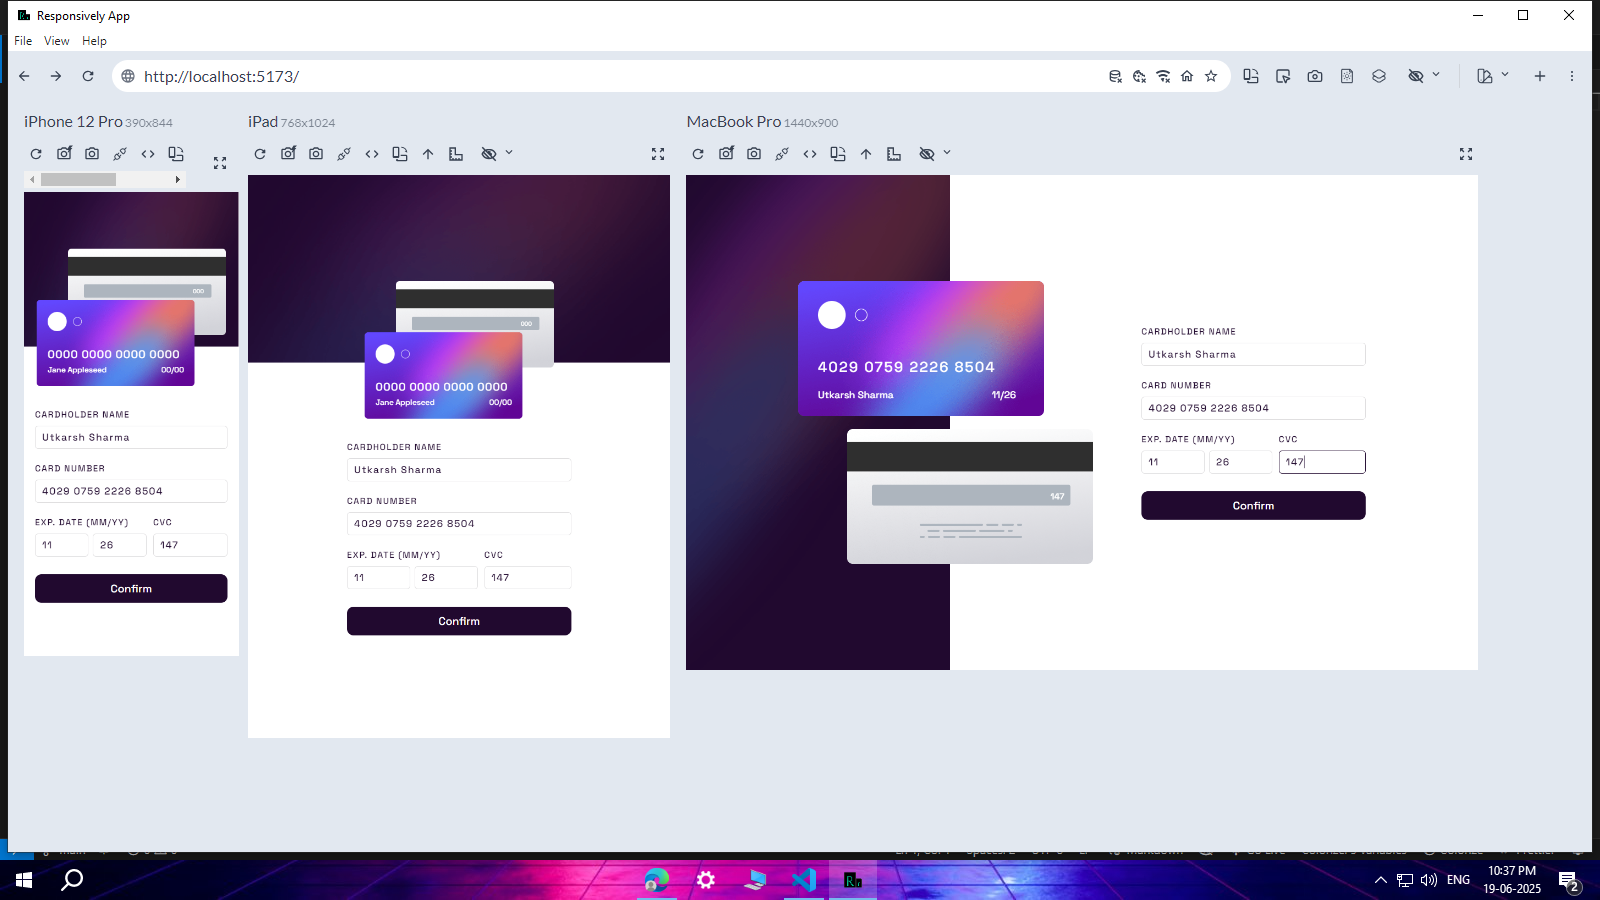 Responsively App
File View Help
http://localhost:5173/
iPhone 12 Pro 390x844
iPad 768x1024
MacBook Pro 1440x900
000
0000 0000 0000 0000
Jane Appleseed 00/00
CARDHOLDER NAME
Utkarsh Sharma
CARD NUMBER
4029 0759 2226 8504
EXP. DATE (MM/YY) CVC
11 26 147
Confirm
000
0000 0000 0000 0000
Jane Appleseed 00/00
CARDHOLDER NAME
Utkarsh Sharma
CARD NUMBER
4029 0759 2226 8504
EXP. DATE (MM/YY) CVC
11 26 147
Confirm
4029 0759 2226 8504
Utkarsh Sharma 11/26
147
CARDHOLDER NAME
Utkarsh Sharma
CARD NUMBER
4029 0759 2226 8504
EXP. DATE (MM/YY) CVC
11 26 147
Confirm
ENG
10:37 PM
19-06-2025
2